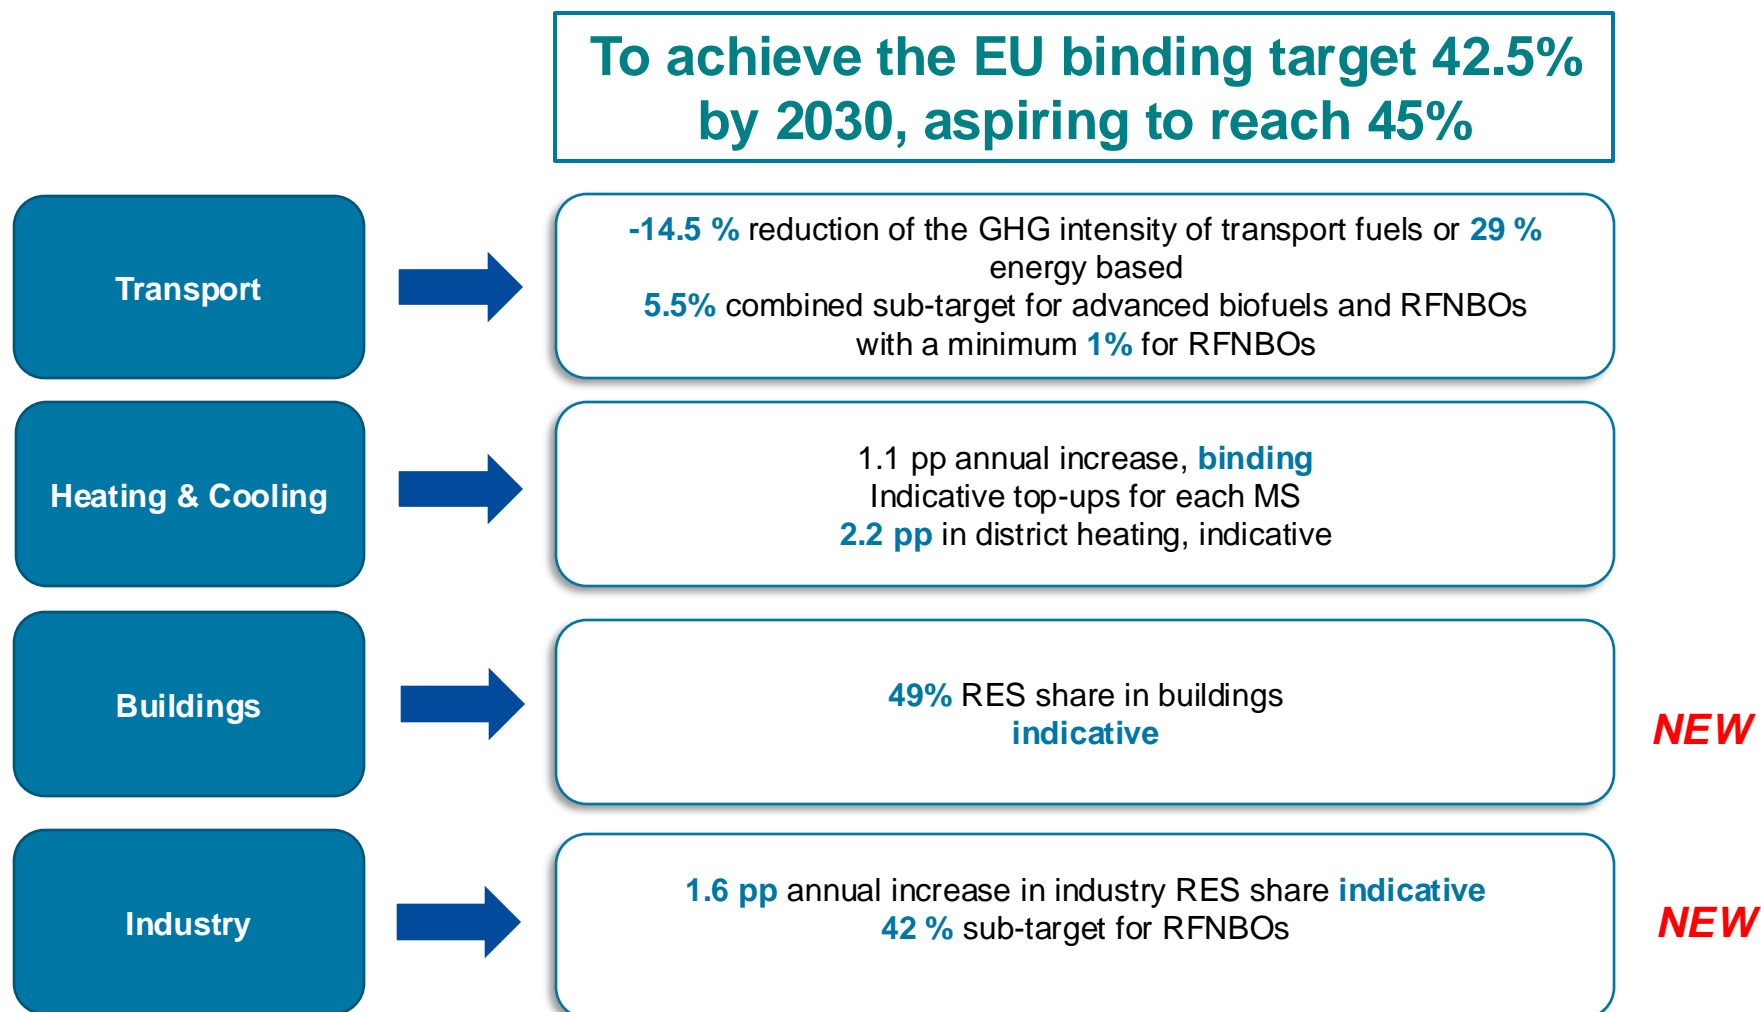 To achieve the EU binding target 42.5%
by 2030, aspiring to reach 45%
Transport
-14.5 % reduction of the GHG intensity of transport fuels or 29 %
energy based
5.5% combined sub-target for advanced biofuels and RFNBOs
with a minimum 1% for RFNBOs
Heating & Cooling
1.1 pp annual increase, binding
Indicative top-ups for each MS
2.2 pp in district heating, indicative
Buildings
49% RES share in buildings
indicative
NEW
Industry
1.6 pp annual increase in industry RES share indicative
42 % sub-target for RFNBOs
NEW